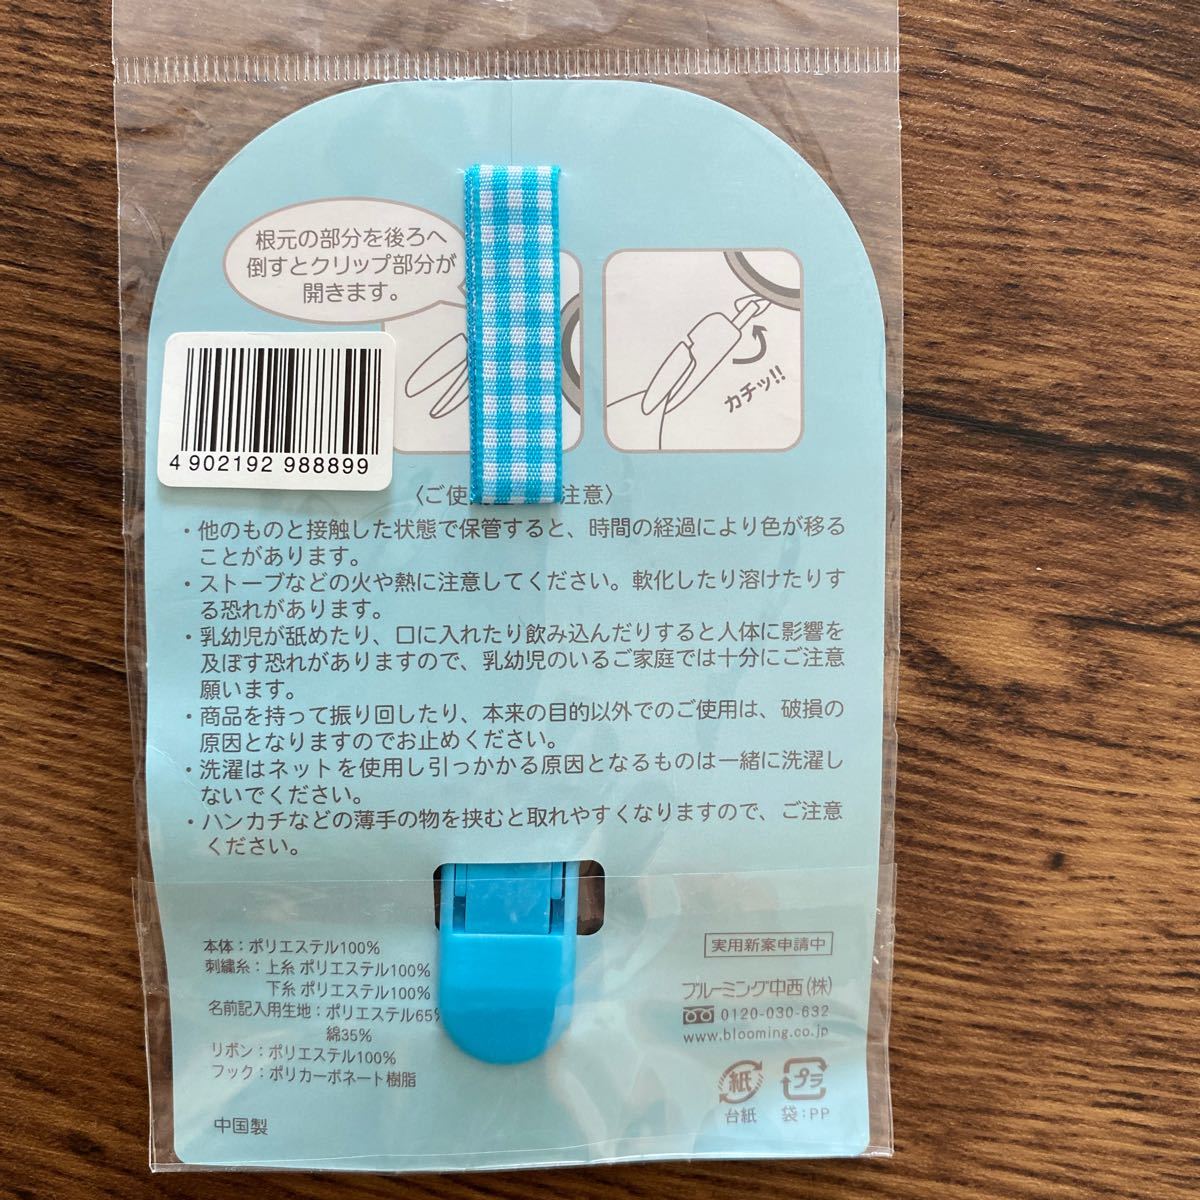 根元の部分を後ろへ
倒すとクリップ部分が
開きます。
カチッ!!
4 902192 988899
〈ご使 注意〉
・他のものと接触した状態で保管すると、時間の経過により色が移る
ことがあります。
・ストーブなどの火や熱に注意してください。軟化したり溶けたりす
る恐れがあります。
・乳幼児が舐めたり、口に入れたり飲み込んだりすると人体に影響を
及ぼす恐れがありますので、乳幼児のいるご家庭では十分にご注意
願います。
・商品を持って振り回したり、本来の目的以外でのご使用は、破損の
原因となりますのでお止めください。
・洗濯はネットを使用し引っかかる原因となるものは一緒に洗濯し
ないでください。
・ハンカチなどの薄手の物を挟むと取れやすくなりますので、ご注意
ください。
本体：ポリエステル100%
刺繍糸：上糸 ポリエステル100%
下糸 ポリエステル100%
名前記入用生地：ポリエステル65%
綿35%
リボン：ポリエステル100%
フック：ポリカーボネート樹脂
中国製
実用新案申請中
ブルーミング中西(株)
0120-030-632
www.blooming.co.jp
紙 プラ
台紙 袋：PP